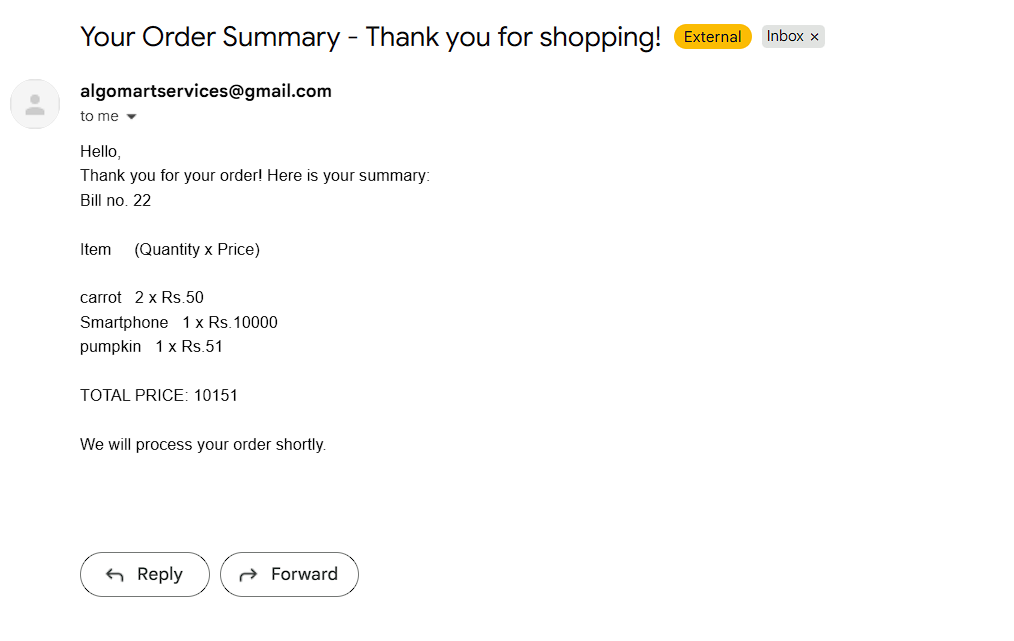 Your Order Summary - Thank you for shopping! External Inbox ×
algomartservices@gmail.com
to me
Hello,
Thank you for your order! Here is your summary:
Bill no. 22
Item (Quantity x Price)
carrot 2 x Rs.50
Smartphone 1 x Rs.10000
pumpkin 1 x Rs.51
TOTAL PRICE: 10151
We will process your order shortly.
Reply Forward